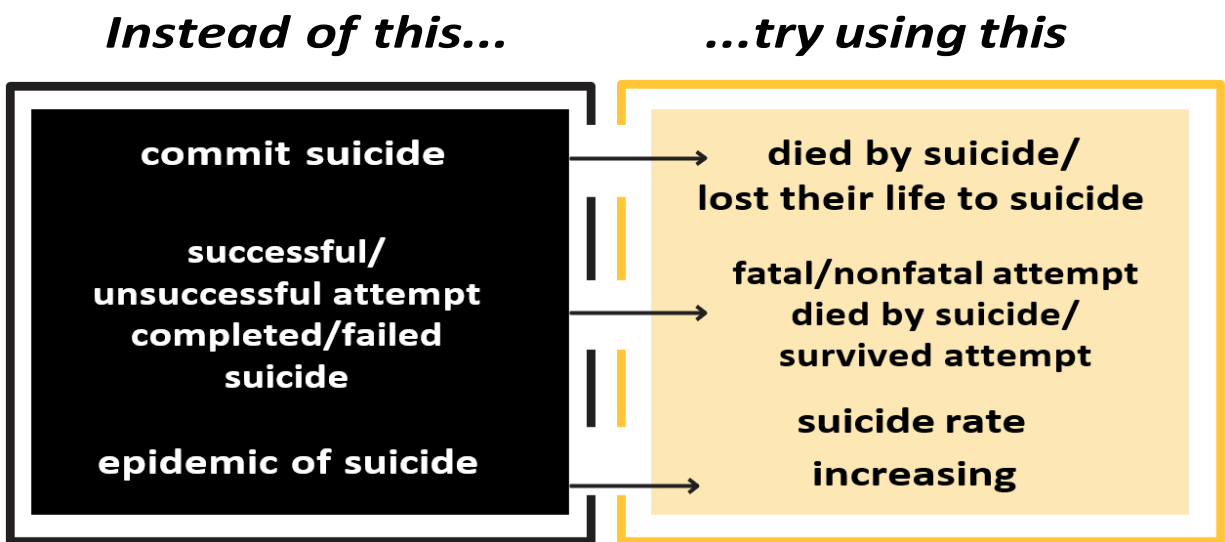 Instead of this...
...try using this
commit suicide
successful/
unsuccessful attempt
completed/failed
suicide
epidemic of suicide
died by suicide/
lost their life to suicide
fatal/nonfatal attempt
died by suicide/
survived attempt
suicide rate
increasing